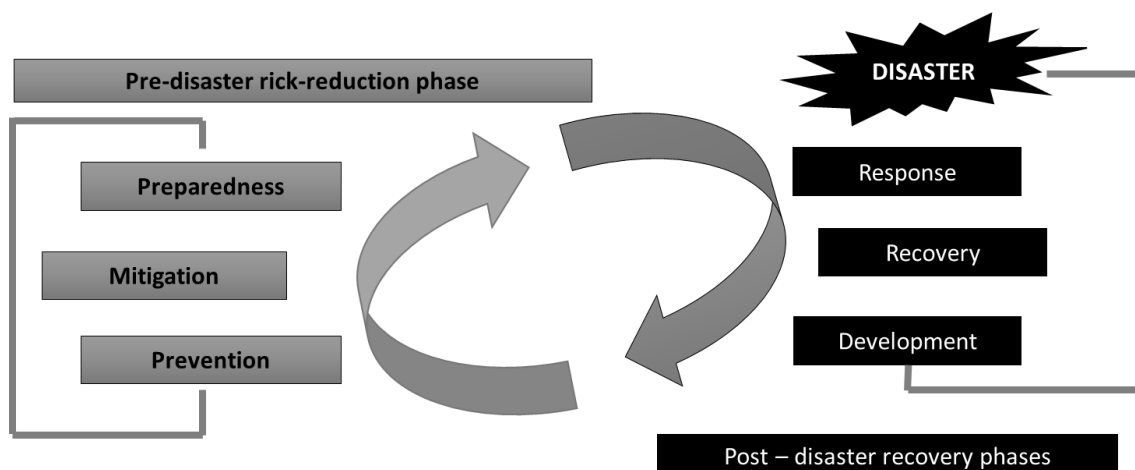 Pre-disaster rick-reduction phase
Preparedness
Mitigation
Prevention
DISASTER
Response
Recovery
Development
Post – disaster recovery phases